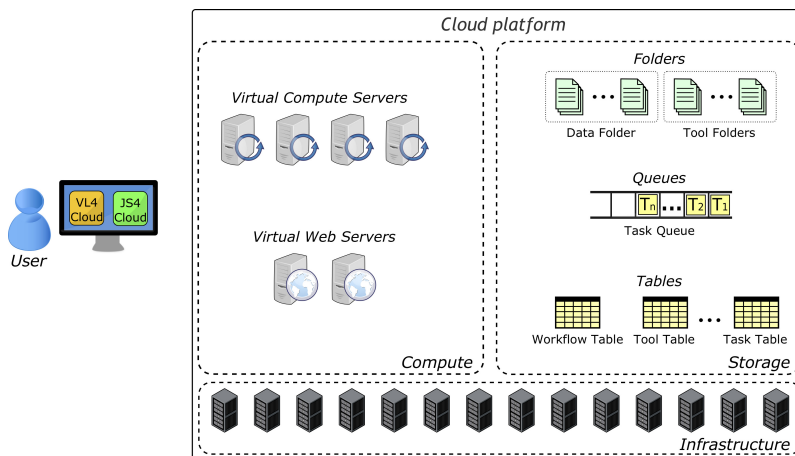 Cloud platform
Virtual Compute Servers
Virtual Web Servers
Compute
Folders
Data Folder
Tool Folders
Queues
Tn ... T2 T1
Task Queue
Tables
...
Workflow Table
Tool Table
Task Table
Storage
VL4
Cloud
JS4
Cloud
User
Infrastructure